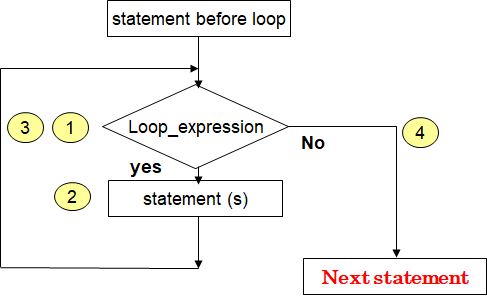 statement before loop
3
1
Loop_expression
4
No
yes
2
statement (s)
Next statement